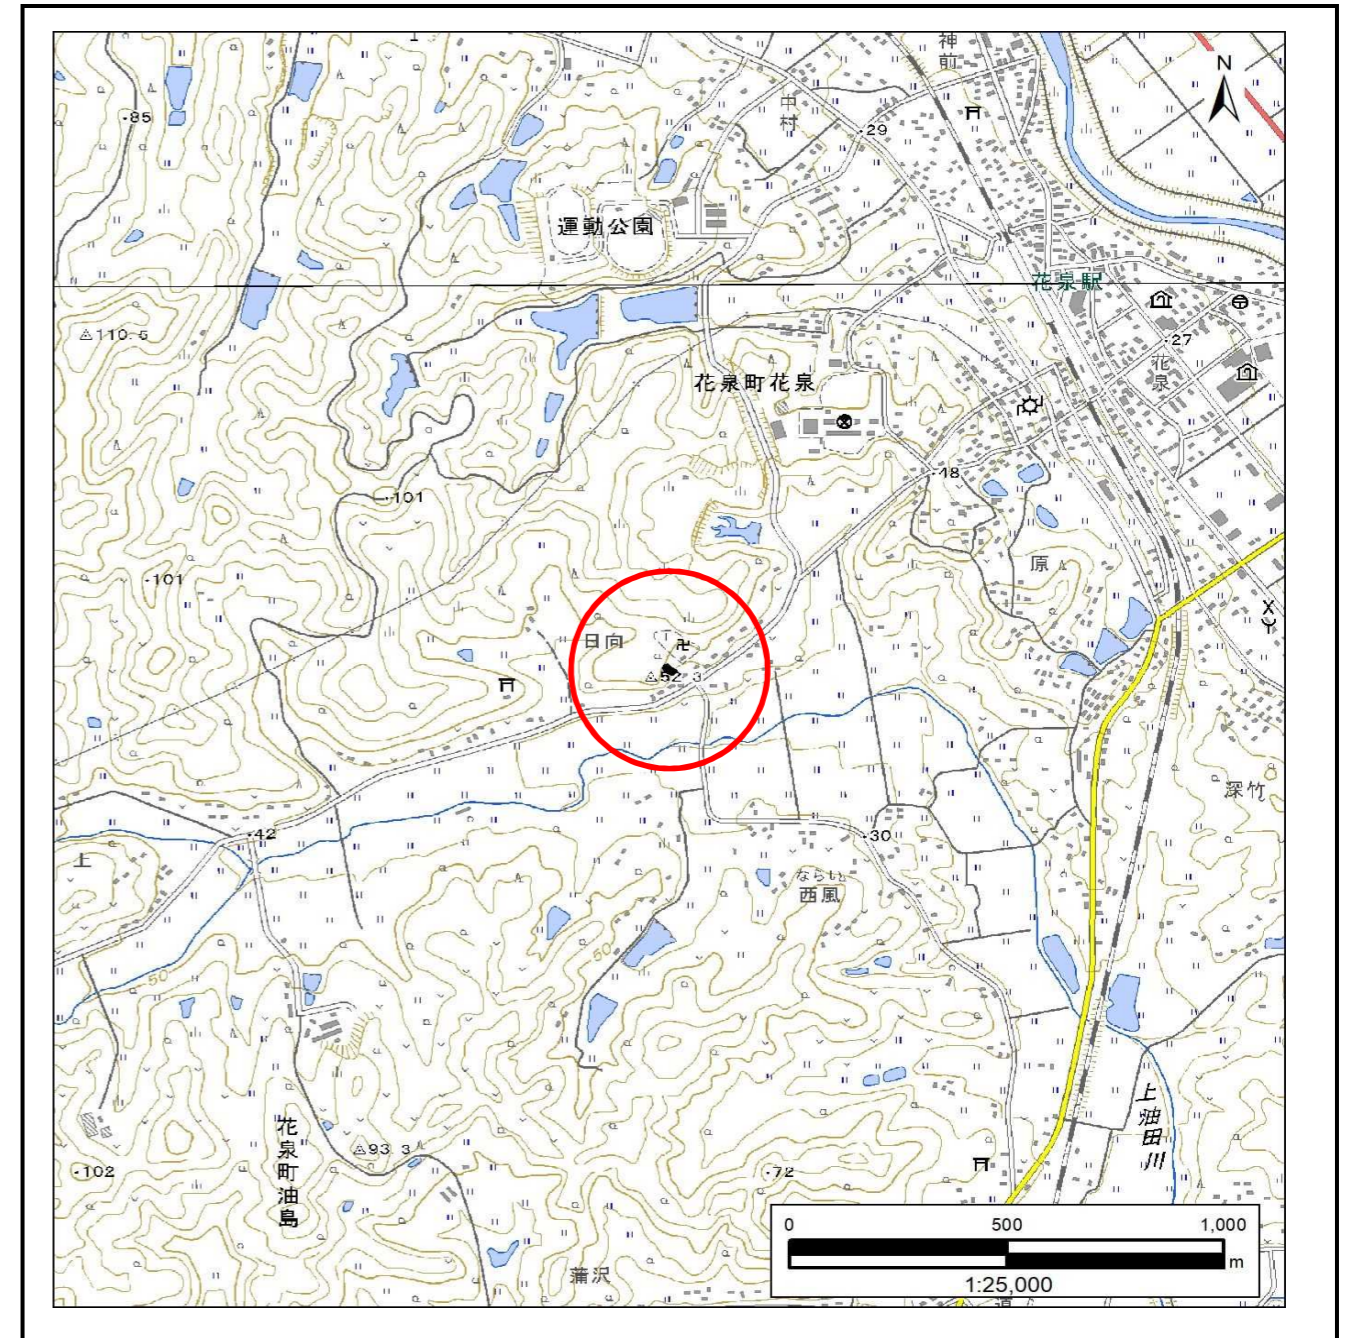 神前
中村
N
・85
・29
運動公園
花泉駅
110.5
・27
花泉
花泉町花泉
・48
・101
原
・101
日向
52.3
深竹
・42
・30
上
ならい
西風
50
50
上油田川
花泉町油島
93.3
・102
・72
0 500 1,000
m
1:25,000
蒲沢
道